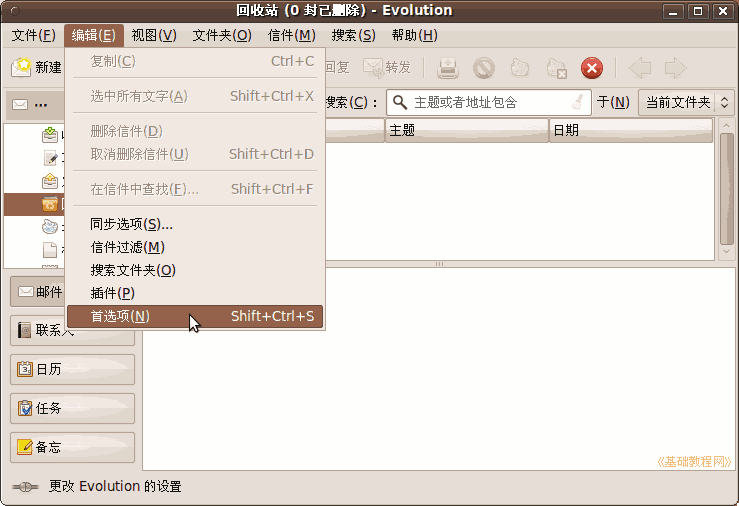 回收站 (0 封已删除) - Evolution
文件(F) 编辑(E) 视图(V) 文件夹(O) 信件(M) 搜索(S) 帮助(H)
新建 回复 转发
... 搜索(C)： 主题或者地址包含 于(N) 当前文件夹
主题 日期
复制(C) Ctrl+C
选中所有文字(A) Shift+Ctrl+X
删除信件(D)
取消删除信件(U) Shift+Ctrl+D
在信件中查找(F)... Shift+Ctrl+F
同步选项(S)...
信件过滤(M)
搜索文件夹(O)
插件(P)
首选项(N) Shift+Ctrl+S
邮件
联系人
日历
任务
备忘
《基础教程网》
更改 Evolution 的设置